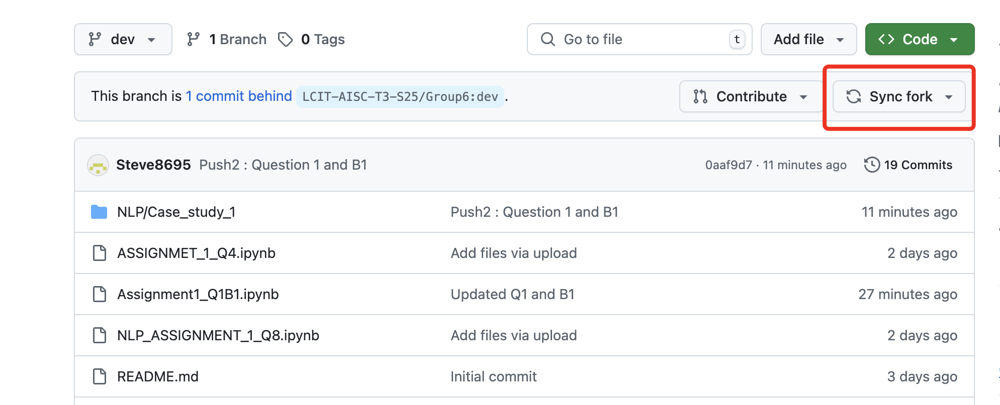 dev 1 Branch 0 Tags Go to file t Add file Code
This branch is 1 commit behind LCIT-AISC-T3-S25/Group6:dev. Contribute Sync fork
Steve8695 Push2 : Question 1 and B1 0aaf9d7 · 11 minutes ago 19 Commits
NLP/Case_study_1 Push2 : Question 1 and B1 11 minutes ago
ASSIGNMET_1_Q4.ipynb Add files via upload 2 days ago
Assignment1_Q1B1.ipynb Updated Q1 and B1 27 minutes ago
NLP_ASSIGNMENT_1_Q8.ipynb Add files via upload 2 days ago
README.md Initial commit 3 days ago